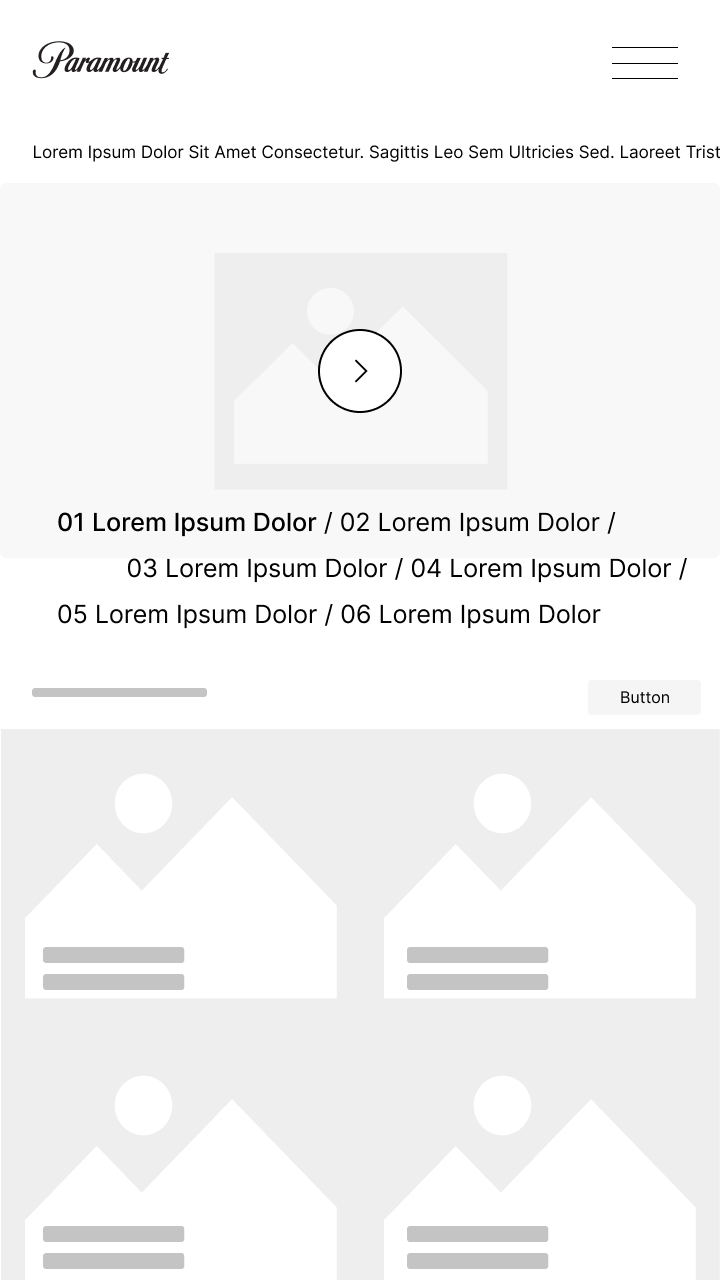 Paramount
Lorem Ipsum Dolor Sit Amet Consectetur. Sagittis Leo Sem Ultricies Sed. Laoreet Trist
01 Lorem Ipsum Dolor / 02 Lorem Ipsum Dolor /
03 Lorem Ipsum Dolor / 04 Lorem Ipsum Dolor /
05 Lorem Ipsum Dolor / 06 Lorem Ipsum Dolor
Button